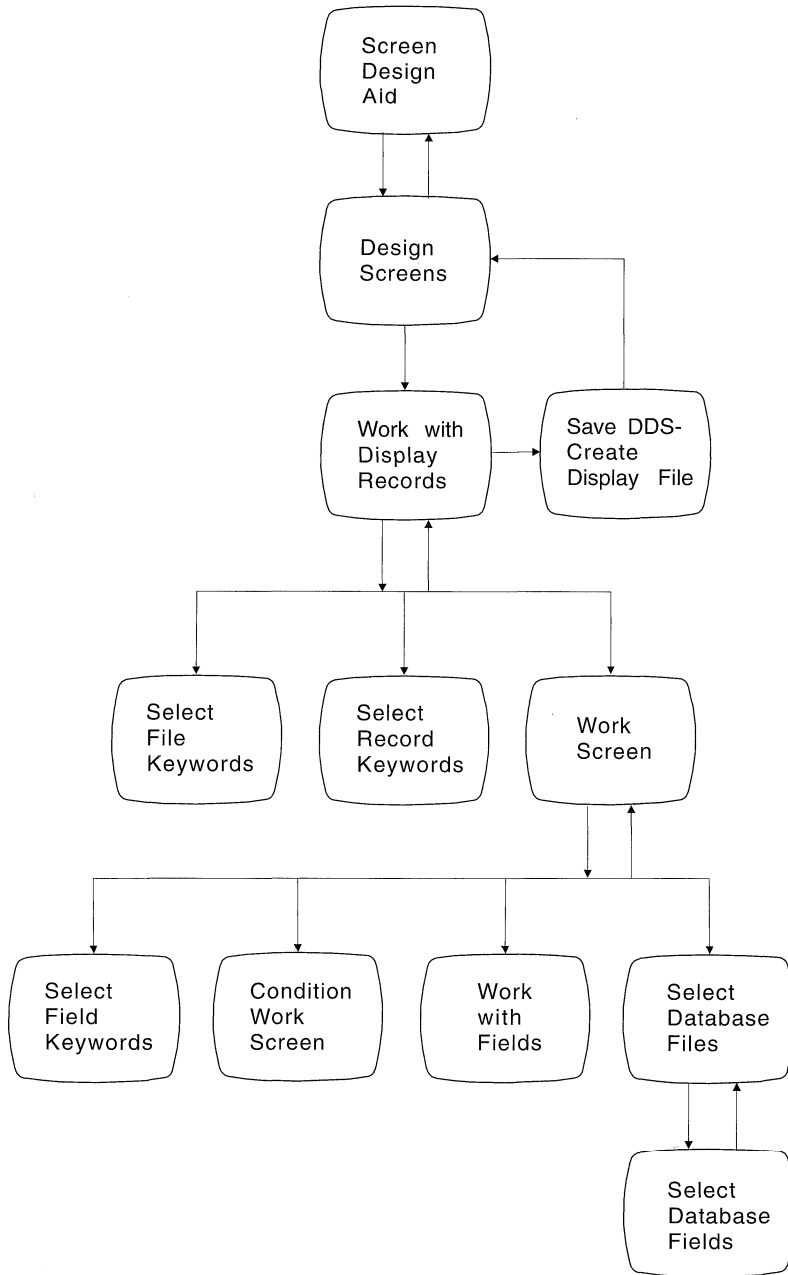 Screen
Design
Aid
Design
Screens
Work with
Display
Records
Save DDS-
Create
Display File
Select
File
Keywords
Select
Record
Keywords
Work
Screen
Select
Field
Keywords
Condition
Work
Screen
Work
with
Fields
Select
Database
Files
Select
Database
Fields